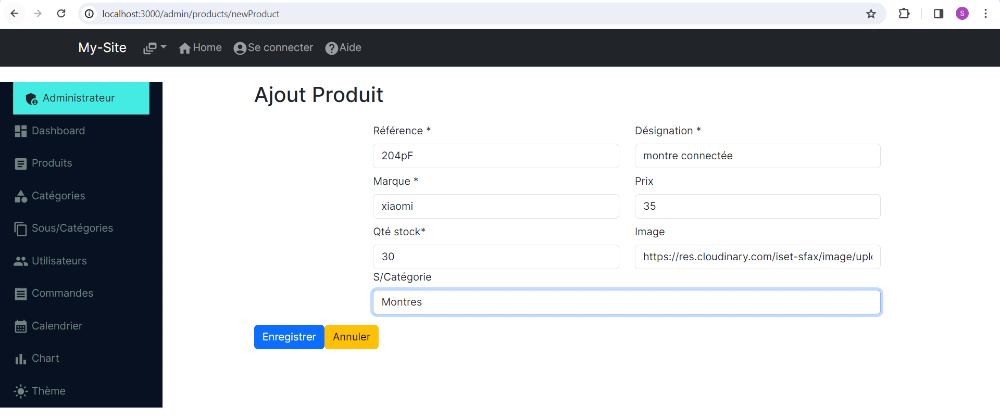 localhost:3000/admin/products/newProduct
S
My-Site
Home
Se connecter
Aide
Administrateur
Dashboard
Produits
Catégories
Sous/Catégories
Utilisateurs
Commandes
Calendrier
Chart
Thème
Ajout Produit
Référence *
Désignation *
204pF
montre connectée
Marque *
Prix
xiaomi
35
Qté stock*
Image
30
https://res.cloudinary.com/iset-sfax/image/uplo
S/Catégorie
Montres
Enregistrer
Annuler